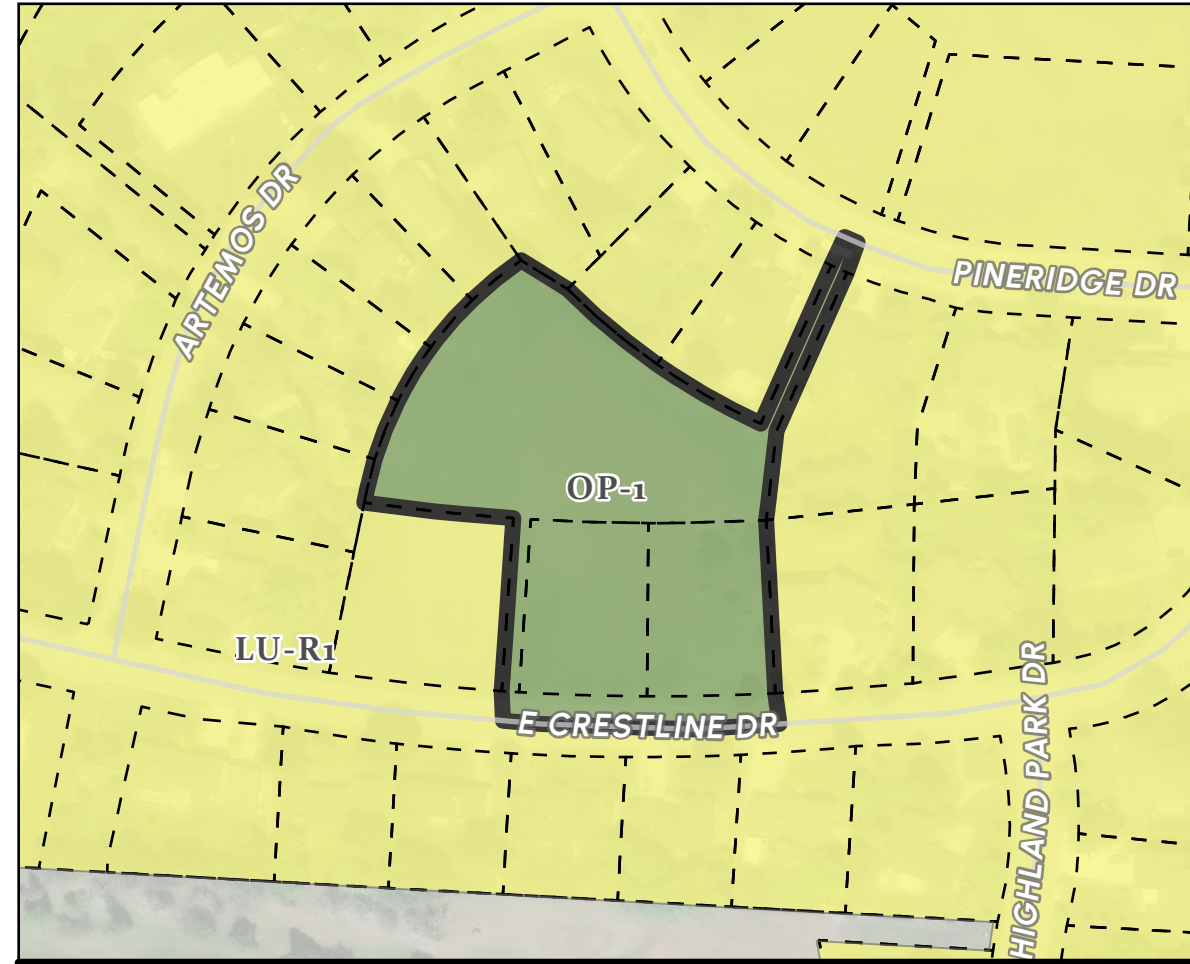 ARTEMOS DR
PINERIDGE DR
OP-1
LU-R1
E CRESTLINE DR
HIGHLAND PARK DR